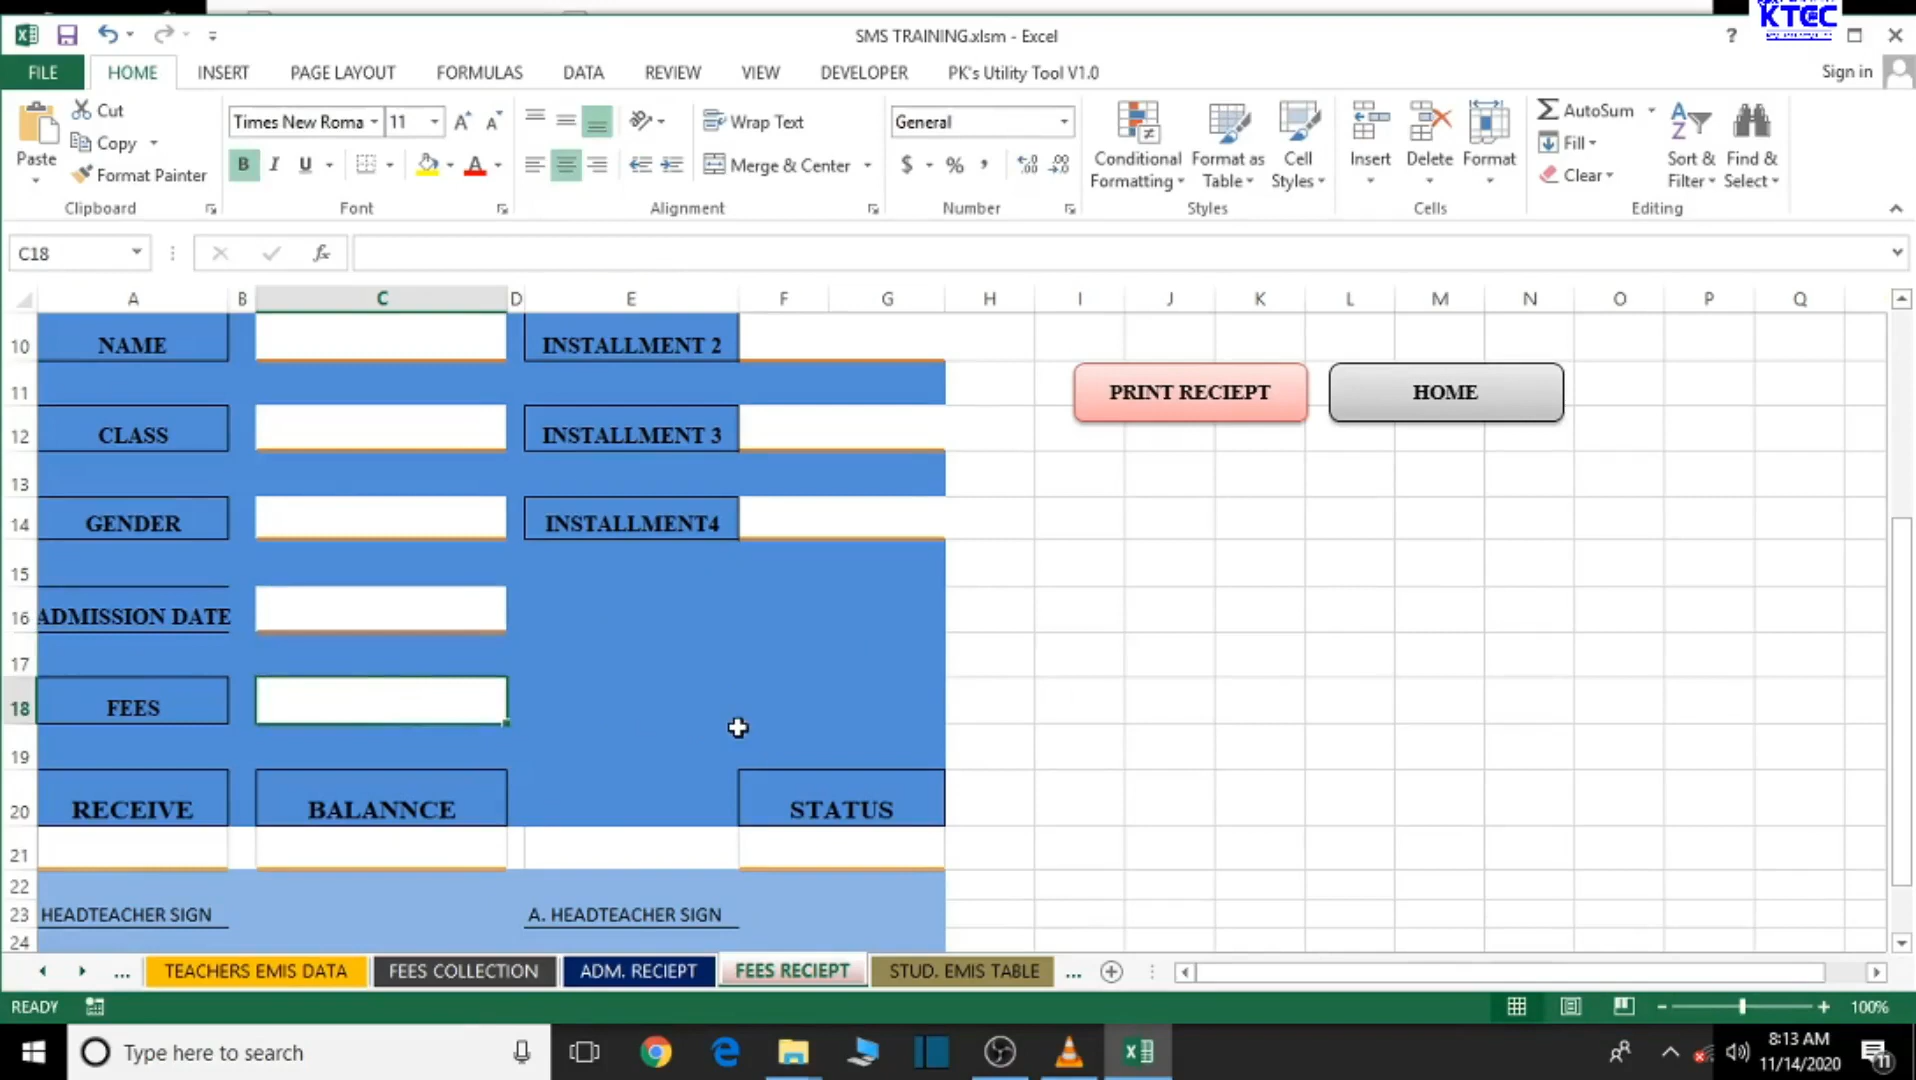 KTEC
SMS TRAINING.xlsm - Excel
?
FILE HOME INSERT PAGE LAYOUT FORMULAS DATA REVIEW VIEW DEVELOPER PK's Utility Tool V1.0 Sign in
Paste
Cut
Copy
Format Painter
Clipboard
Times New Roma 11
B I U
Font
Wrap Text
Merge & Center
Alignment
General
$ % ,
Number
Conditional Formatting
Format as Table
Cell Styles
Styles
Insert Delete Format
Cells
AutoSum
Fill
Clear
Sort & Filter
Find & Select
Editing
C18 fx
A B C D E F G H I J K L M N O P Q
10 NAME INSTALLMENT 2
11 PRINT RECIEPT HOME
12 CLASS INSTALLMENT 3
13
14 GENDER INSTALLMENT4
15
16 ADMISSION DATE
17
18 FEES
19
20 RECEIVE BALANNCE STATUS
21
22
23 HEADTEACHER SIGN A. HEADTEACHER SIGN
24
... TEACHERS EMIS DATA FEES COLLECTION ADM. RECIEPT FEES RECIEPT STUD. EMIS TABLE ...
READY 100%
Type here to search
8:13 AM
11/14/2020
11